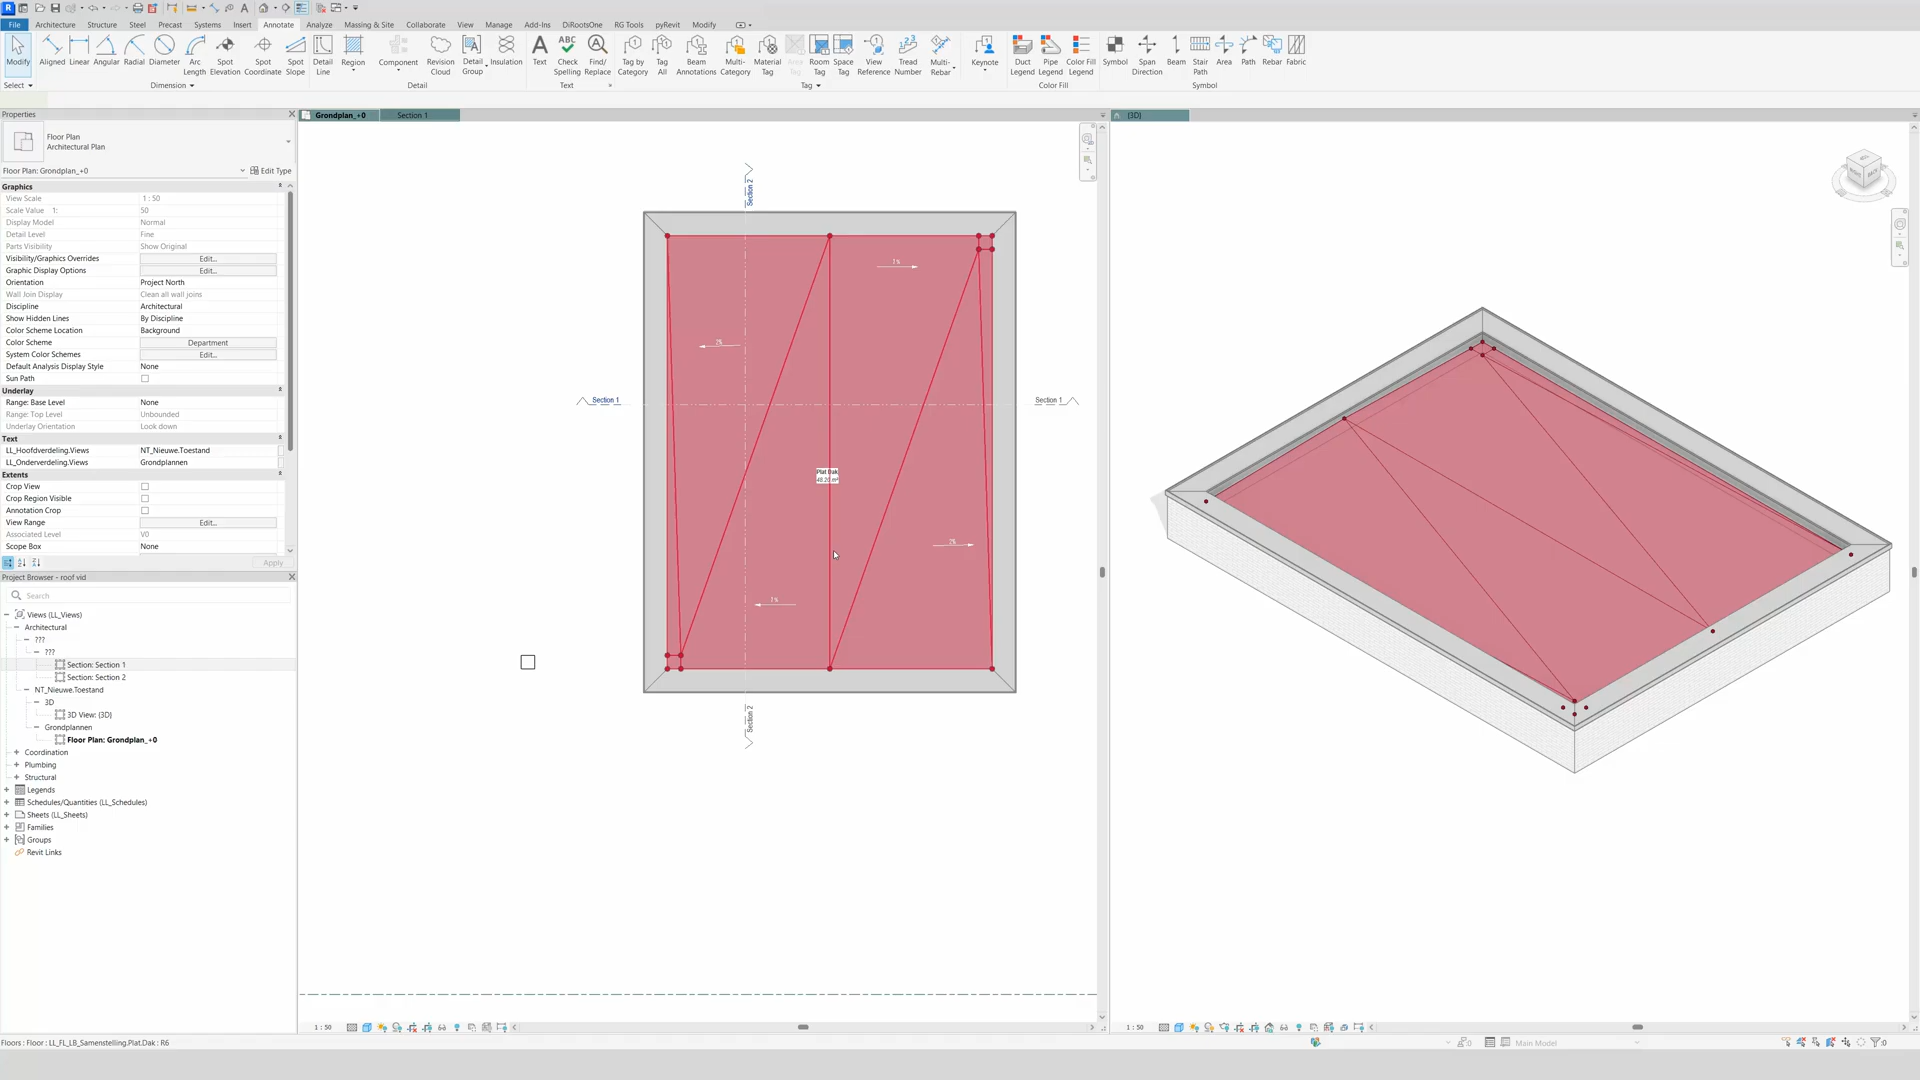 File Architecture Structure Steel Precast Systems Insert Annotate Analyze Massing & Site Collaborate View Manage Add-Ins DiRootsOne RG Tools pyRevit Modify
Modify Aligned Linear Angular Radial Diameter Arc Length Spot Elevation Spot Coordinate Spot Slope Detail Line Region Component Revision Cloud Detail Group Insulation Text Check Spelling Find/ Replace Tag by Category Tag All Beam Annotations Multi- Category Material Tag Area Tag Room Tag Space Tag View Reference Tread Number Multi- Rebar Keynote Duct Legend Pipe Legend Color Fill Legend Symbol Span Direction Beam Stair Path Area Path Rebar Fabric
Select Dimension Detail Text Tag Color Fill Symbol
Properties
Floor Plan
Architectural Plan
Floor Plan: Grondplan_+0 Edit Type
Graphics
View Scale 1 : 50
Scale Value 1: 50
Display Model Normal
Detail Level Fine
Parts Visibility Show Original
Visibility/Graphics Overrides Edit...
Graphic Display Options Edit...
Orientation Project North
Wall Join Display Clean all wall joins
Discipline Architectural
Show Hidden Lines By Discipline
Color Scheme Location Background
Color Scheme Department
System Color Schemes Edit...
Default Analysis Display Style None
Sun Path
Underlay
Range: Base Level None
Range: Top Level Unbounded
Underlay Orientation Look down
Text
LL_Hoofdverdeling.Views NT_Nieuwe.Toestand
LL_Onderverdeling.Views Grondplannen
Extents
Crop View
Crop Region Visible
Annotation Crop
View Range Edit...
Associated Level V0
Scope Box None
Apply
Project Browser - roof vid
Search
Views (LL_Views)
Architectural
???
???
Section: Section 1
Section: Section 2
NT_Nieuwe.Toestand
3D
3D View: {3D}
Grondplannen
Floor Plan: Grondplan_+0
Coordination
Plumbing
Structural
Legends
Schedules/Quantities (LL_Schedules)
Sheets (LL_Sheets)
Families
Groups
Revit Links
Grondplan_+0 Section 1
Section 2
1%
2%
Section 1 Section 1
Plat Dak
48.20 m²
2%
1%
Section 2
1 : 50
{3D}
1 : 50
Floors : Floor : LL_FL_LB_Samenstelling.Plat.Dak : R6
:0 Main Model :0